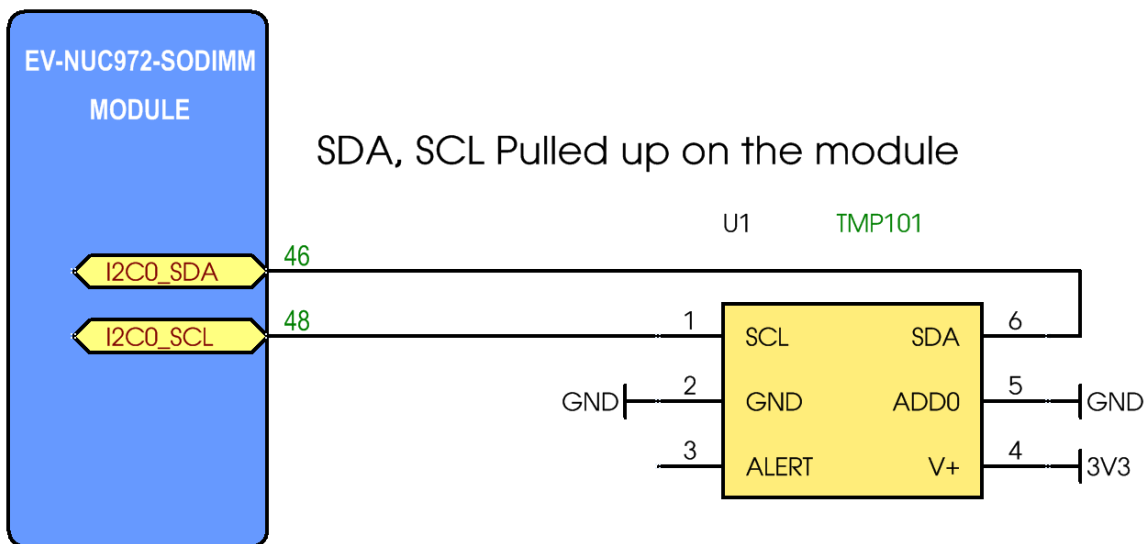 EV-NUC972-SODIMM
MODULE
SDA, SCL Pulled up on the module
U1 TMP101
I2C0_SDA 46
I2C0_SCL 48
1 SCL SDA 6
GND 2 GND ADD0 5 GND
3 ALERT V+ 4 3V3